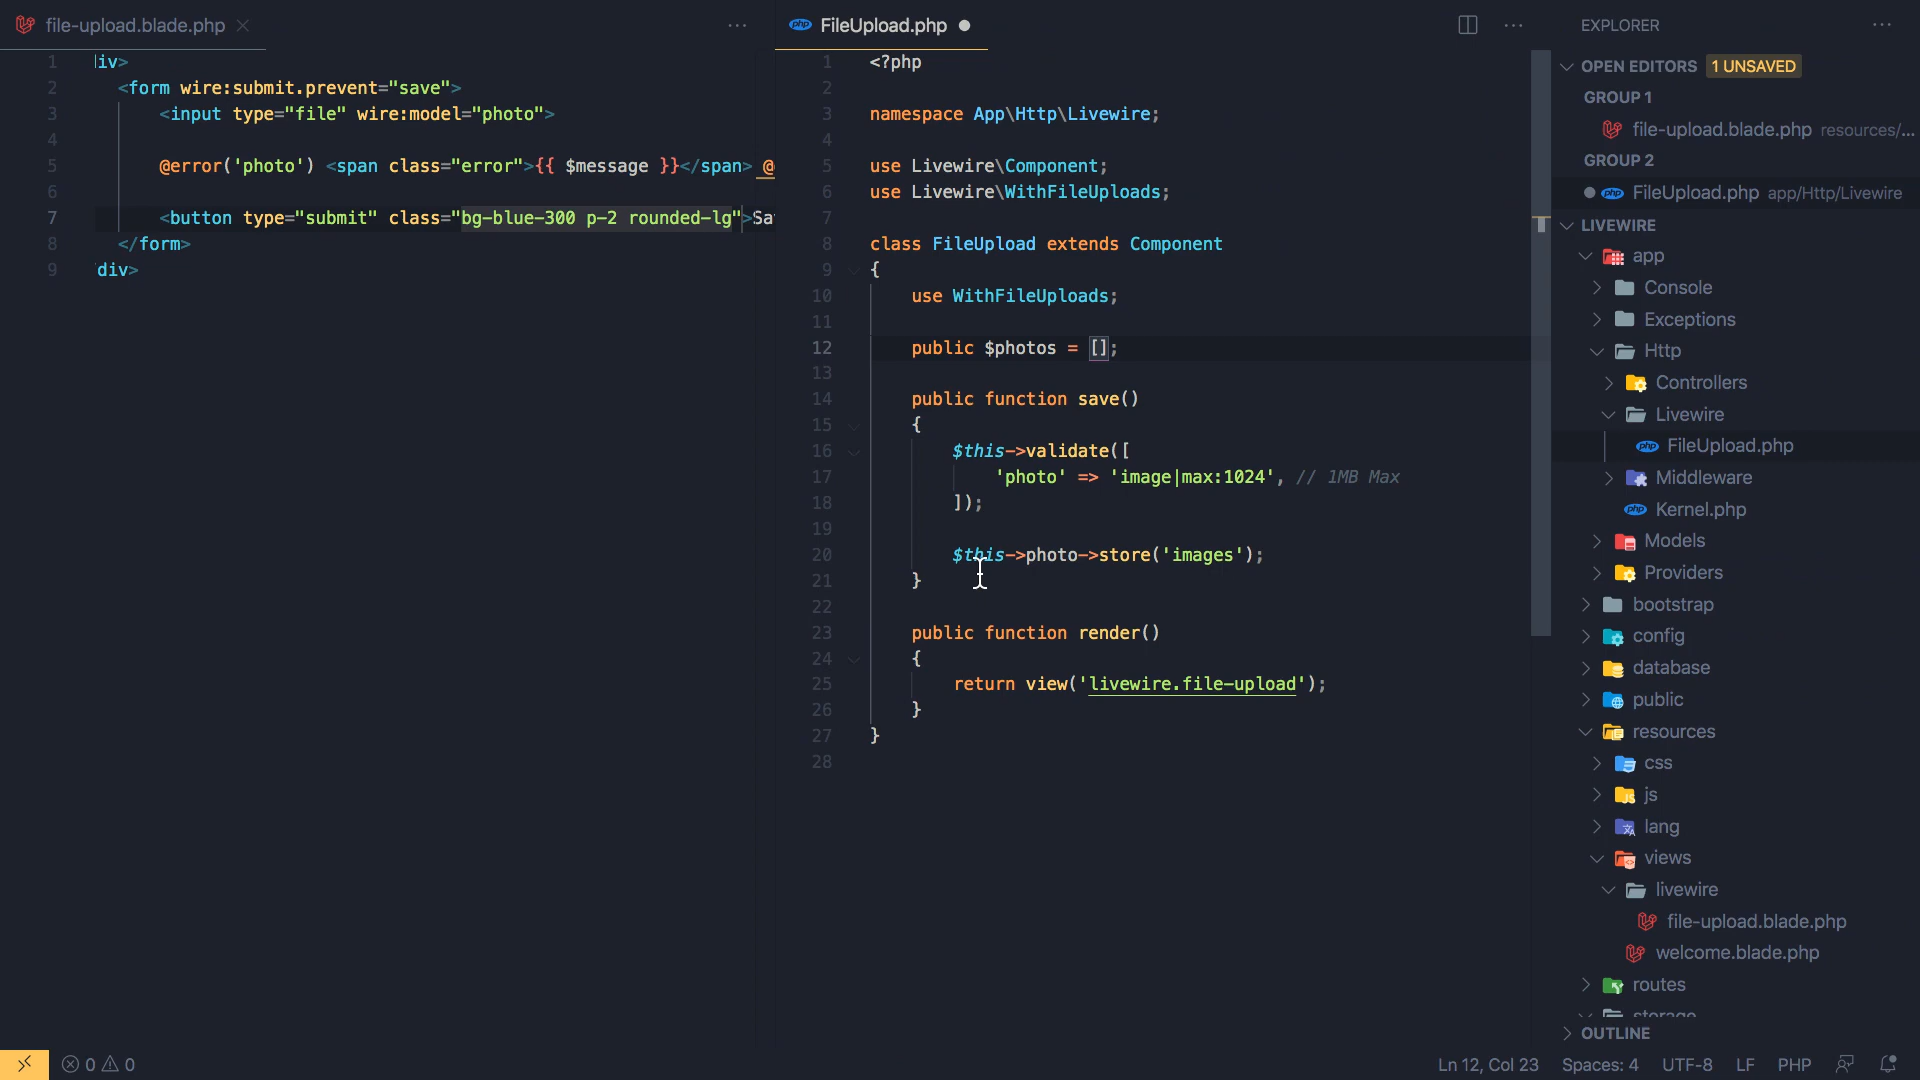 file-upload.blade.php
1 iv>
2 <form wire:submit.prevent="save">
3 <input type="file" wire:model="photo">
4
5 @error('photo') <span class="error">{{ $message }}</span> @
6
7 <button type="submit" class="bg-blue-300 p-2 rounded-lg">Sa
8 </form>
9 div>
php FileUpload.php
1 <?php
2
3 namespace App\Http\Livewire;
4
5 use Livewire\Component;
6 use Livewire\WithFileUploads;
7
8 class FileUpload extends Component
9 {
10 use WithFileUploads;
11
12 public $photos = [];
13
14 public function save()
15 {
16 $this->validate([
17 'photo' => 'image|max:1024', // 1MB Max
18 ]);
19
20 $this->photo->store('images');
21 }
22
23 public function render()
24 {
25 return view('livewire.file-upload');
26 }
27 }
28
EXPLORER
OPEN EDITORS 1 UNSAVED
GROUP 1
file-upload.blade.php resources/...
GROUP 2
php FileUpload.php app/Http/Livewire
LIVEWIRE
app
Console
Exceptions
Http
Controllers
Livewire
php FileUpload.php
Middleware
php Kernel.php
Models
Providers
bootstrap
config
database
public
resources
css
js
lang
views
livewire
file-upload.blade.php
welcome.blade.php
routes
storage
OUTLINE
0 0
Ln 12, Col 23 Spaces: 4 UTF-8 LF PHP